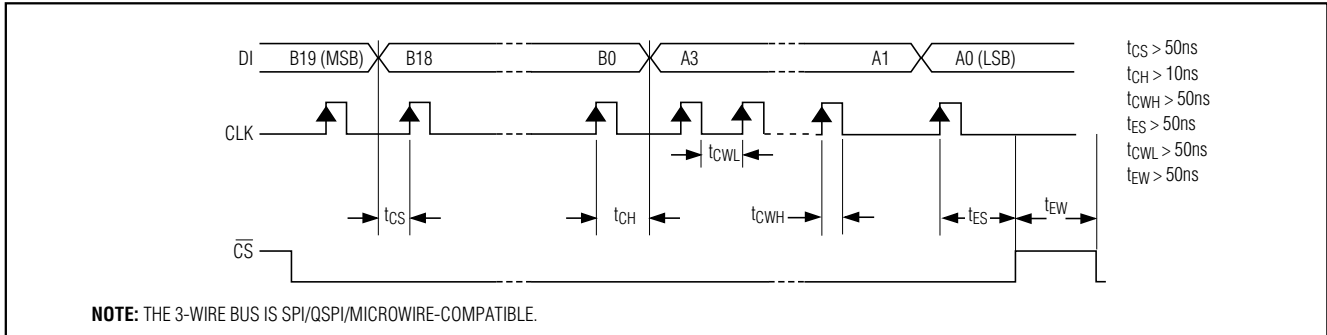 DI B19 (MSB) B18 B0 A3 A1 A0 (LSB)
CLK
tCWL
tCS tCH tCWH tES tEW
CS
tCS > 50ns
tCH > 10ns
tCWH > 50ns
tES > 50ns
tCWL > 50ns
tEW > 50ns
NOTE: THE 3-WIRE BUS IS SPI/QSPI/MICROWIRE-COMPATIBLE.